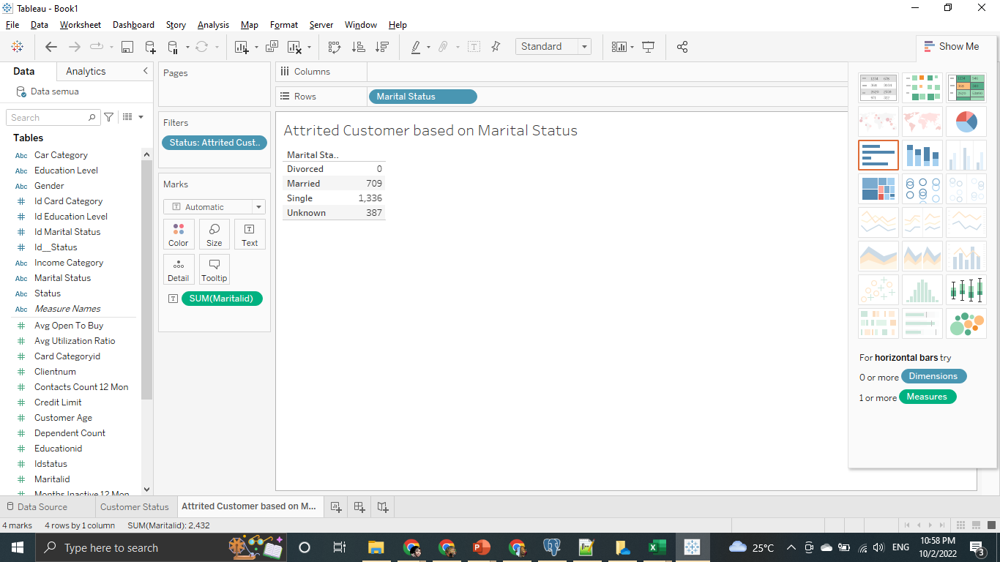 Tableau - Book1
File Data Worksheet Dashboard Story Analysis Map Format Server Window Help
Standard
Show Me
Data Analytics
Data semua
Search
Tables
Abc Car Category
Abc Education Level
Abc Gender
# Id Card Category
# Id Education Level
# Id Marital Status
# Id__Status
Abc Income Category
Abc Marital Status
Abc Status
Abc Measure Names
# Avg Open To Buy
# Avg Utilization Ratio
# Card Categoryid
# Clientnum
# Contacts Count 12 Mon
# Credit Limit
# Customer Age
# Dependent Count
# Educationid
# Idstatus
# Maritalid
# Months Inactive 12 Mon
Pages
Filters
Status: Attrited Cust..
Marks
Automatic
Color Size Text
Detail Tooltip
SUM(Maritalid)
Columns
Rows Marital Status
Attrited Customer based on Marital Status
Marital Sta..
Divorced 0
Married 709
Single 1,336
Unknown 387
For horizontal bars try
0 or more Dimensions
1 or more Measures
Data Source Customer Status Attrited Customer based on M...
4 marks 4 rows by 1 column SUM(Maritalid): 2,432
Type here to search
25°C ENG
10:58 PM
10/2/2022
3